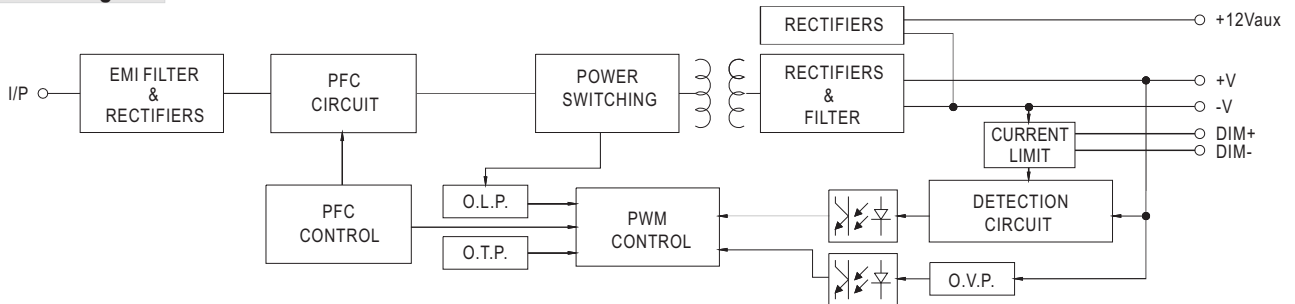 RECTIFIERS
+12Vaux
I/P
EMI FILTER
&
RECTIFIERS
PFC
CIRCUIT
POWER
SWITCHING
RECTIFIERS
&
FILTER
+V
-V
CURRENT
LIMIT
DIM+
DIM-
O.L.P.
PFC
CONTROL
O.T.P.
PWM
CONTROL
DETECTION
CIRCUIT
O.V.P.